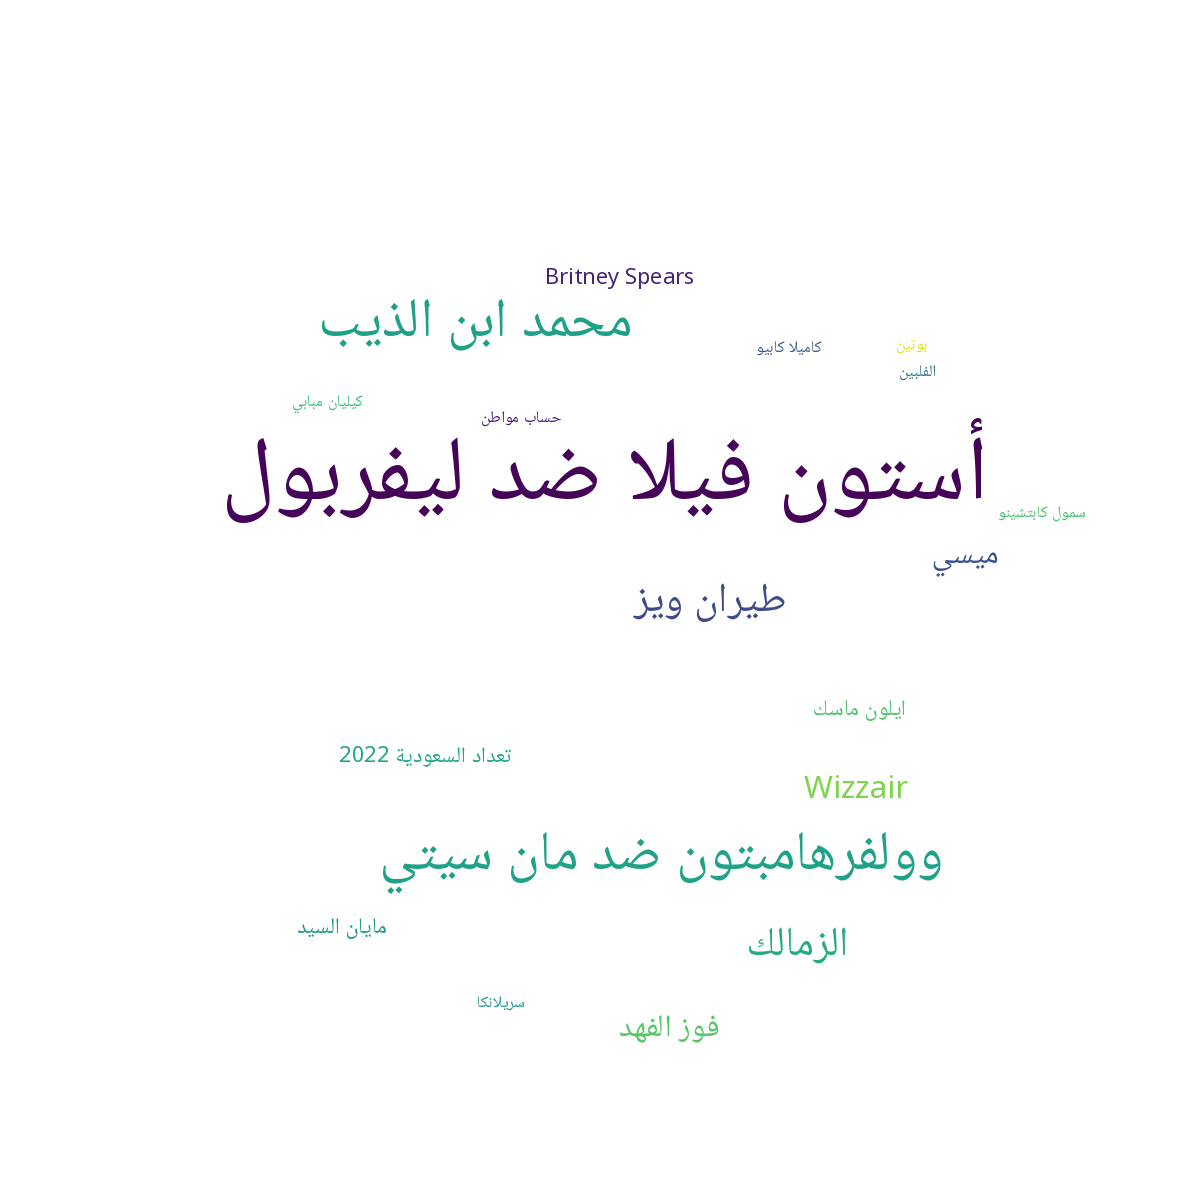 Britney Spears
محمد ابن الذيب
بوتين
كاميلا كابيو
الفلبين
كيليان مبابي
حساب مواطن
أستون فيلا ضد ليفربول
سمول كابتشينو
ميسي
طيران ويز
ايلون ماسك
تعداد السعودية 2022
Wizzair
وولفرهامبتون ضد مان سيتي
مايان السيد
الزمالك
سريلانكا
فوز الفهد